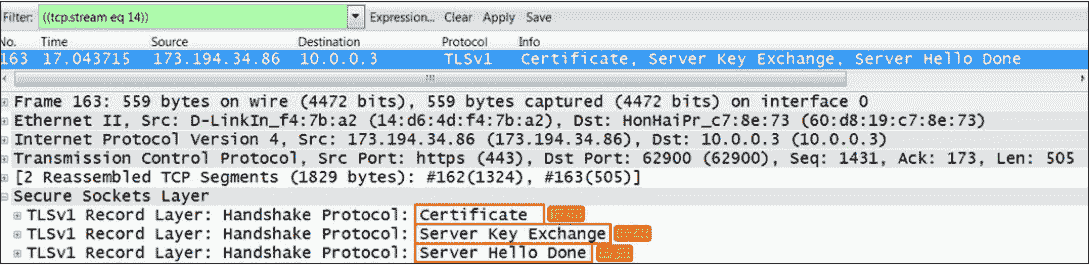 Filter: ((tcp.stream eq 14)) Expression... Clear Apply Save
No. Time Source Destination Protocol Info
163 17.043715 173.194.34.86 10.0.0.3 TLSv1 Certificate, Server Key Exchange, Server Hello Done
Frame 163: 559 bytes on wire (4472 bits), 559 bytes captured (4472 bits) on interface 0
Ethernet II, Src: D-LinkIn_f4:7b:a2 (14:d6:4d:f4:7b:a2), Dst: HonHaiPr_c7:8e:73 (60:d8:19:c7:8e:73)
Internet Protocol Version 4, Src: 173.194.34.86 (173.194.34.86), Dst: 10.0.0.3 (10.0.0.3)
Transmission Control Protocol, Src Port: https (443), Dst Port: 62900 (62900), Seq: 1431, Ack: 173, Len: 505
[2 Reassembled TCP Segments (1829 bytes): #162(1324), #163(505)]
Secure Sockets Layer
TLSv1 Record Layer: Handshake Protocol: Certificate
TLSv1 Record Layer: Handshake Protocol: Server Key Exchange
TLSv1 Record Layer: Handshake Protocol: Server Hello Done